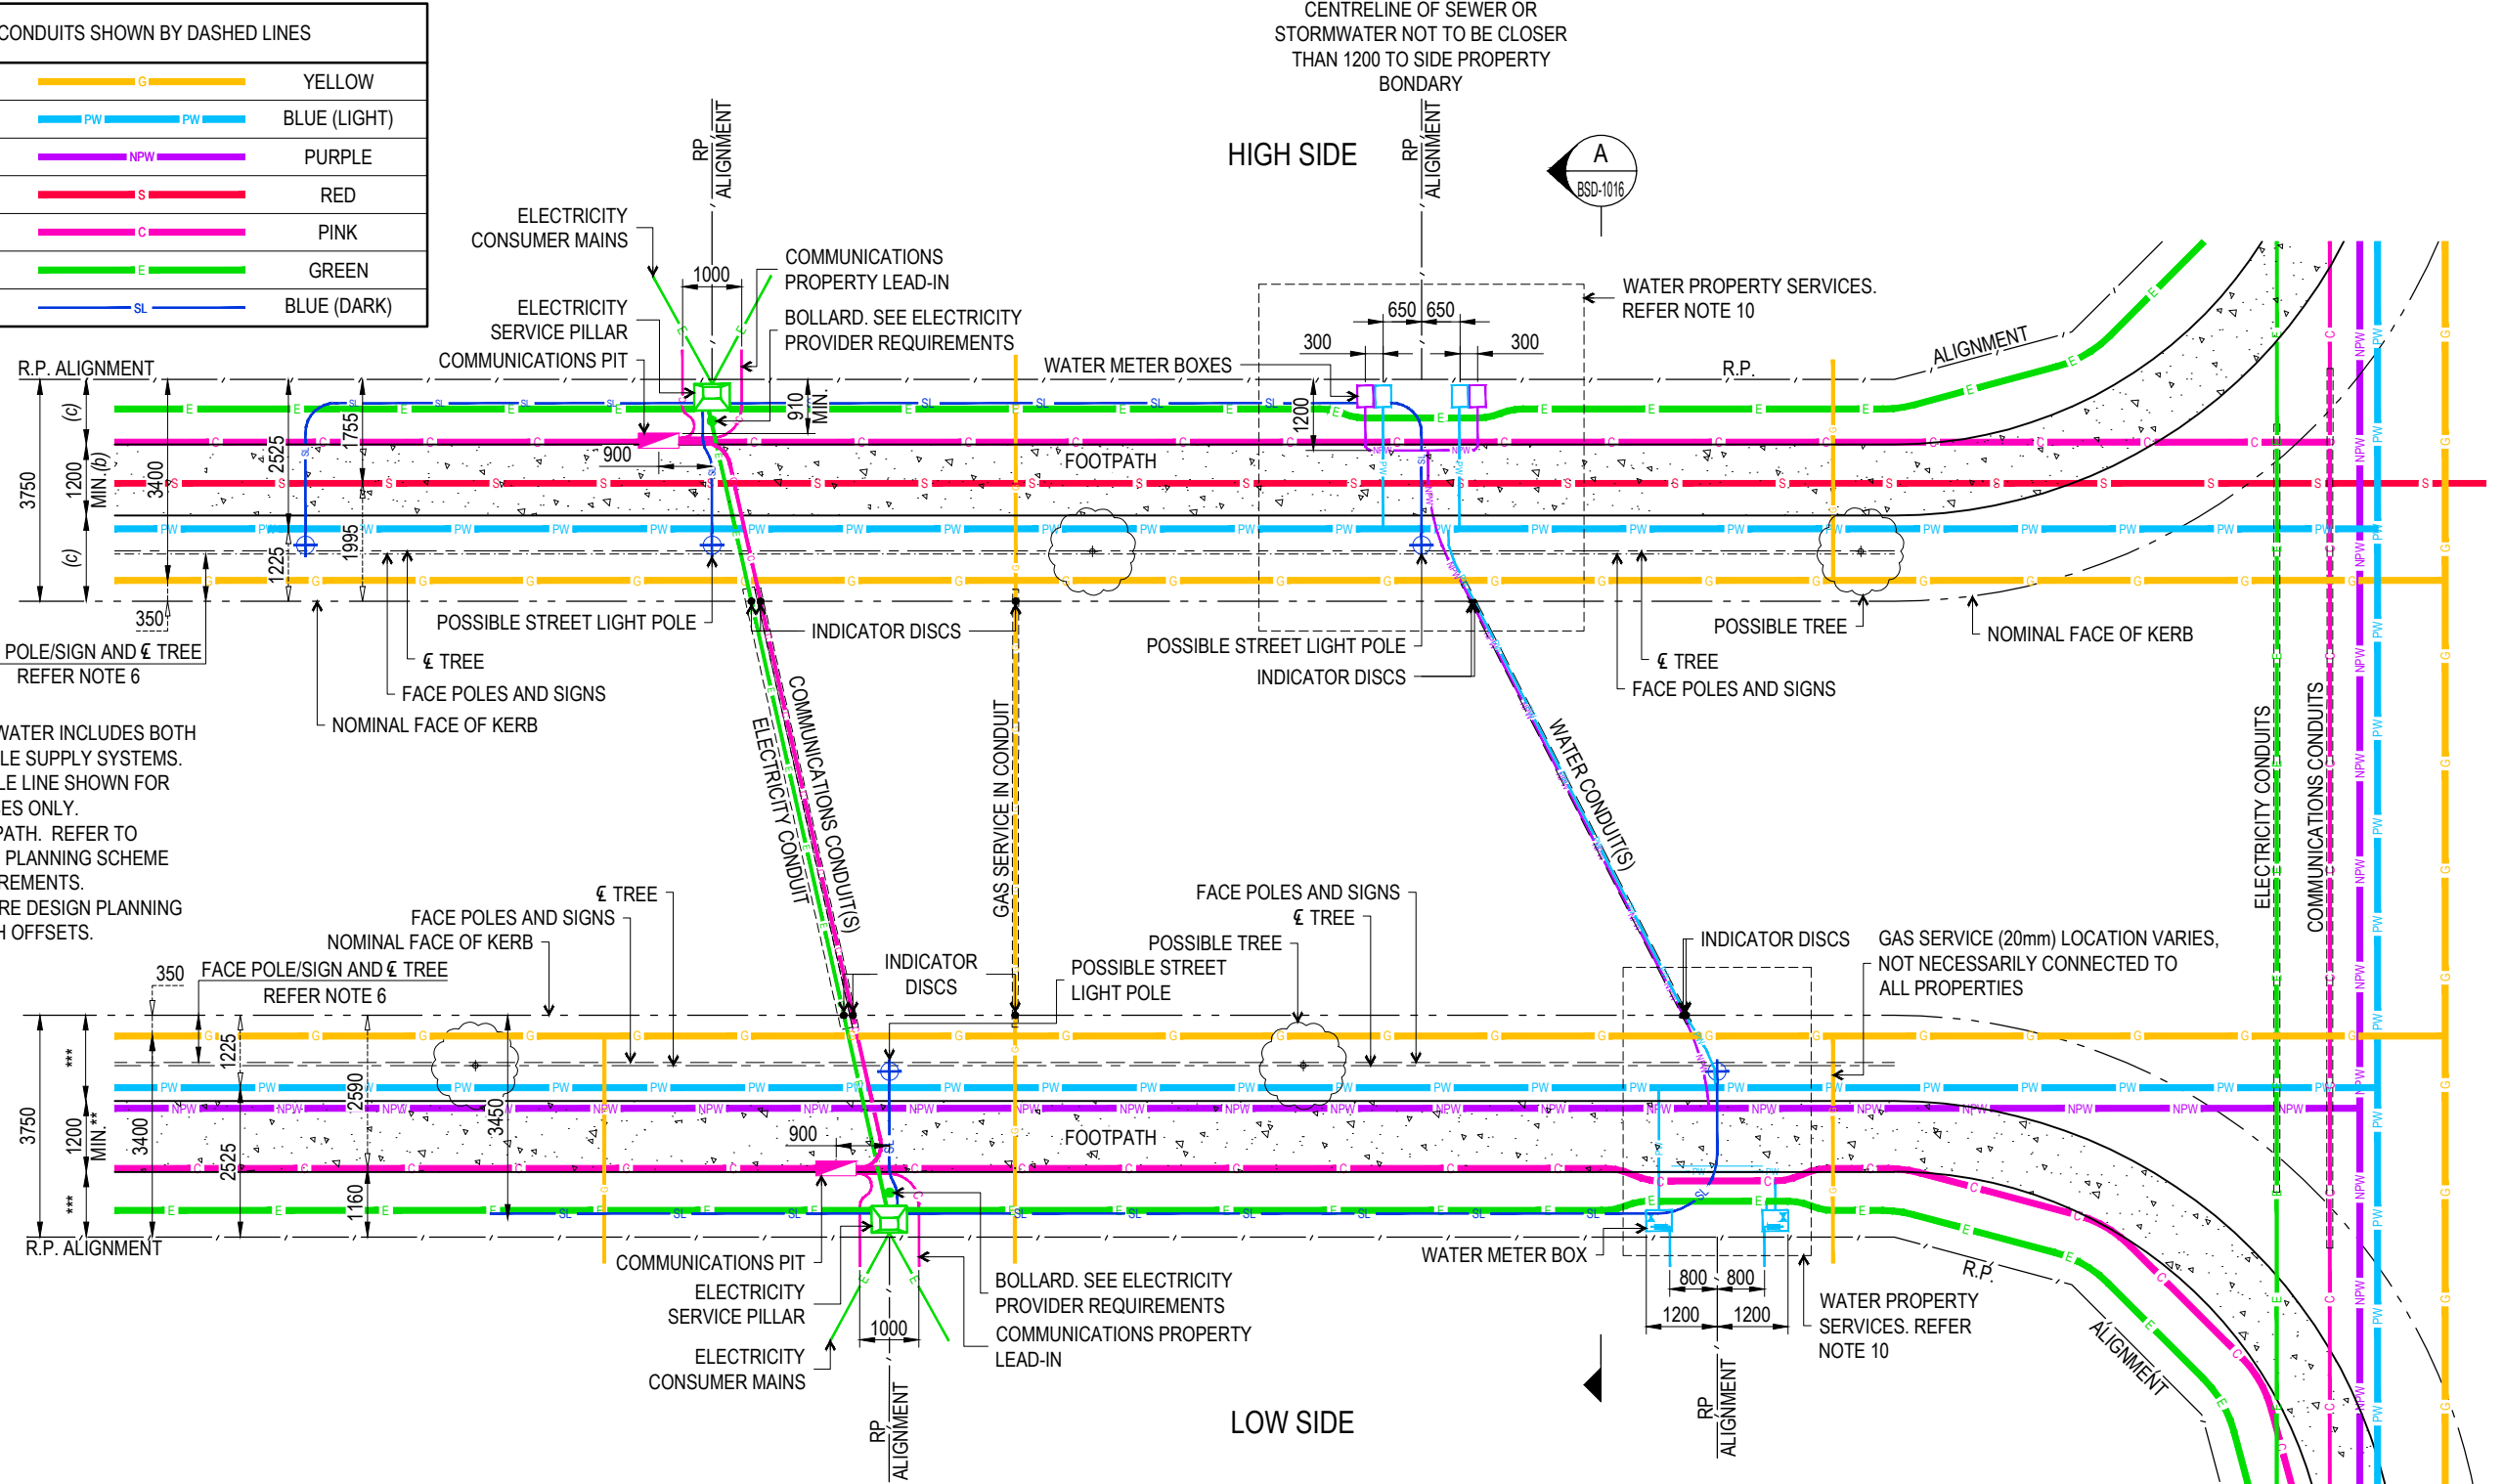 CONDUITS SHOWN BY DASHED LINES
G YELLOW
PW PW BLUE (LIGHT)
NPW PURPLE
S RED
C PINK
E GREEN
SL BLUE (DARK)
CENTRELINE OF SEWER OR
STORMWATER NOT TO BE CLOSER
THAN 1200 TO SIDE PROPERTY
BONDARY
HIGH SIDE
RP
ALIGNMENT
RP
ALIGNMENT
A
BSD-1016
ELECTRICITY
CONSUMER MAINS
1000
COMMUNICATIONS
PROPERTY LEAD-IN
ELECTRICITY
SERVICE PILLAR
BOLLARD. SEE ELECTRICITY
PROVIDER REQUIREMENTS
COMMUNICATIONS PIT
WATER METER BOXES
650 650
300 300
WATER PROPERTY SERVICES.
REFER NOTE 10
R.P. ALIGNMENT
R.P.
ALIGNMENT
3750
(c)
1200
MIN.(b)
(c)
3400
350
2525
1225
1755
1995
910
MIN.
900
1200
FOOTPATH
POLE/SIGN AND ℄ TREE
REFER NOTE 6
℄ TREE
FACE POLES AND SIGNS
NOMINAL FACE OF KERB
POSSIBLE STREET LIGHT POLE
INDICATOR DISCS
POSSIBLE STREET LIGHT POLE
INDICATOR DISCS
℄ TREE
FACE POLES AND SIGNS
POSSIBLE TREE
NOMINAL FACE OF KERB
WATER INCLUDES BOTH
LE SUPPLY SYSTEMS.
LE LINE SHOWN FOR
ES ONLY.
PATH. REFER TO
PLANNING SCHEME
REMENTS.
RE DESIGN PLANNING
H OFFSETS.
ELECTRICITY CONDUIT
COMMUNICATIONS CONDUIT(S)
GAS SERVICE IN CONDUIT
WATER CONDUIT(S)
ELECTRICITY CONDUITS
COMMUNICATIONS CONDUITS
℄ TREE
FACE POLES AND SIGNS
NOMINAL FACE OF KERB
FACE POLE/SIGN AND ℄ TREE
REFER NOTE 6
350
INDICATOR
DISCS
FACE POLES AND SIGNS
℄ TREE
POSSIBLE TREE
POSSIBLE STREET
LIGHT POLE
INDICATOR DISCS
GAS SERVICE (20mm) LOCATION VARIES,
NOT NECESSARILY CONNECTED TO
ALL PROPERTIES
3750
***
1200
MIN.**
***
3400
1225
2525
2590
1160
3450
900
FOOTPATH
R.P. ALIGNMENT
COMMUNICATIONS PIT
ELECTRICITY
SERVICE PILLAR
ELECTRICITY
CONSUMER MAINS
1000
BOLLARD. SEE ELECTRICITY
PROVIDER REQUIREMENTS
COMMUNICATIONS PROPERTY
LEAD-IN
WATER METER BOX
800 800
1200 1200
WATER PROPERTY
SERVICES. REFER
NOTE 10
R.P.
ALIGNMENT
RP
ALIGNMENT
RP
ALIGNMENT
LOW SIDE